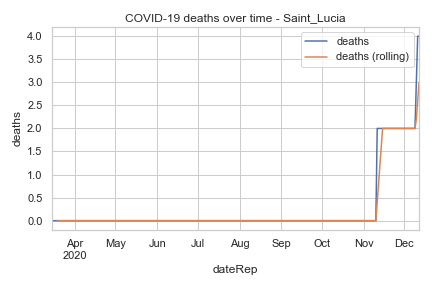 COVID-19 deaths over time - Saint_Lucia
deaths
deaths (rolling)
4.0
3.5
3.0
2.5
2.0
1.5
1.0
0.5
0.0
deaths
Apr May Jun Jul Aug Sep Oct Nov Dec
2020
dateRep